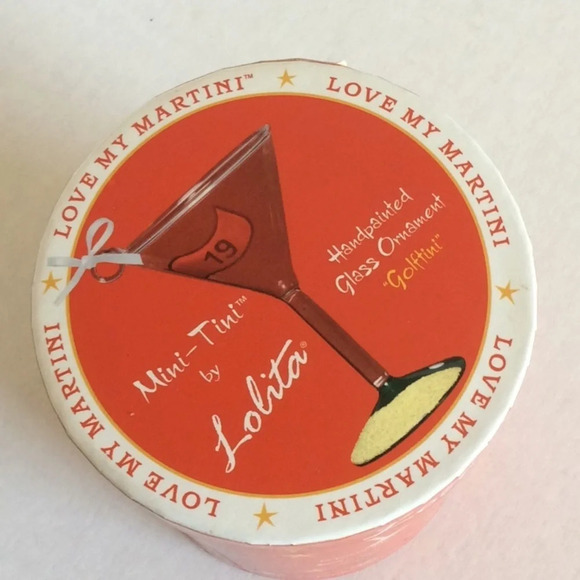 LOVE MY MARTINI™
LOVE MY MARTINI
LOVE MY MARTINI
LOVE MY MARTINI
19
Handpainted
Glass Ornament
"Golftini"
Mini-Tini™
by
Lolita®